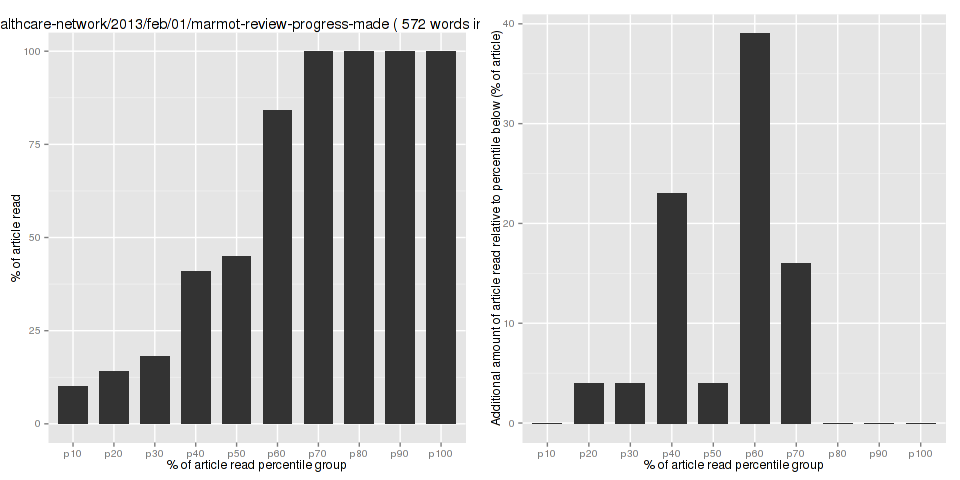 althcare-network/2013/feb/01/marmot-review-progress-made ( 572 words ir
% of article read
100
75
50
25
0
p10 p20 p30 p40 p50 p60 p70 p80 p90 p100
% of article read percentile group
Additional amount of article read relative to percentile below (% of article)
40
30
20
10
0
p10 p20 p30 p40 p50 p60 p70 p80 p90 p100
% of article read percentile group